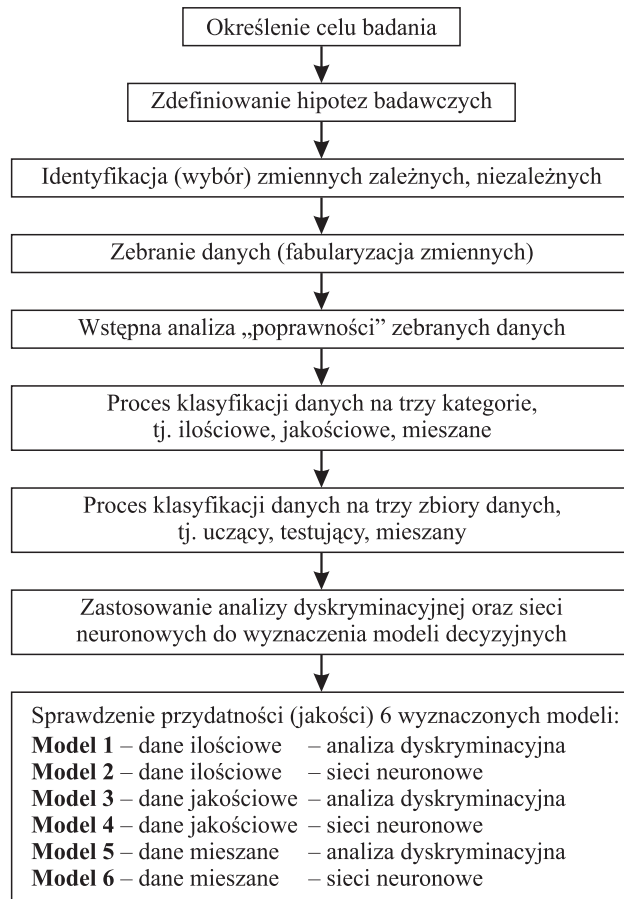 Określenie celu badania
Zdefiniowanie hipotez badawczych
Identyfikacja (wybór) zmiennych zależnych, niezależnych
Zebranie danych (fabularyzacja zmiennych)
Wstępna analiza „poprawności” zebranych danych
Proces klasyfikacji danych na trzy kategorie,
tj. ilościowe, jakościowe, mieszane
Proces klasyfikacji danych na trzy zbiory danych,
tj. uczący, testujący, mieszany
Zastosowanie analizy dyskryminacyjnej oraz sieci
neuronowych do wyznaczenia modeli decyzyjnych
Sprawdzenie przydatności (jakości) 6 wyznaczonych modeli:
Model 1 – dane ilościowe – analiza dyskryminacyjna
Model 2 – dane ilościowe – sieci neuronowe
Model 3 – dane jakościowe – analiza dyskryminacyjna
Model 4 – dane jakościowe – sieci neuronowe
Model 5 – dane mieszane – analiza dyskryminacyjna
Model 6 – dane mieszane – sieci neuronowe